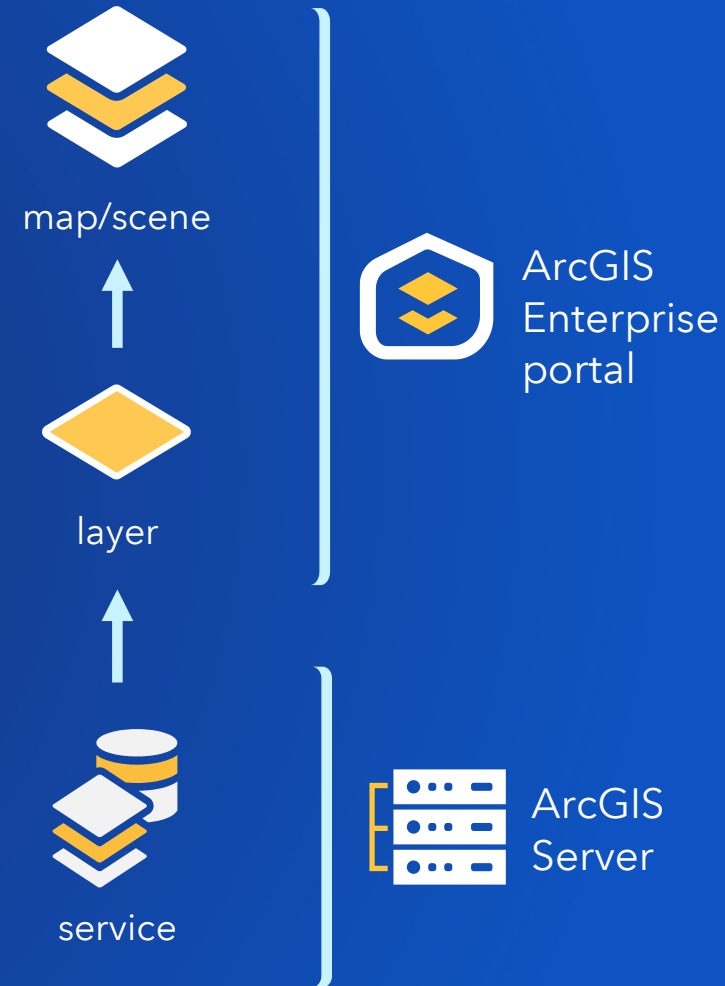 map/scene
ArcGIS
Enterprise
portal
layer
service
ArcGIS
Server